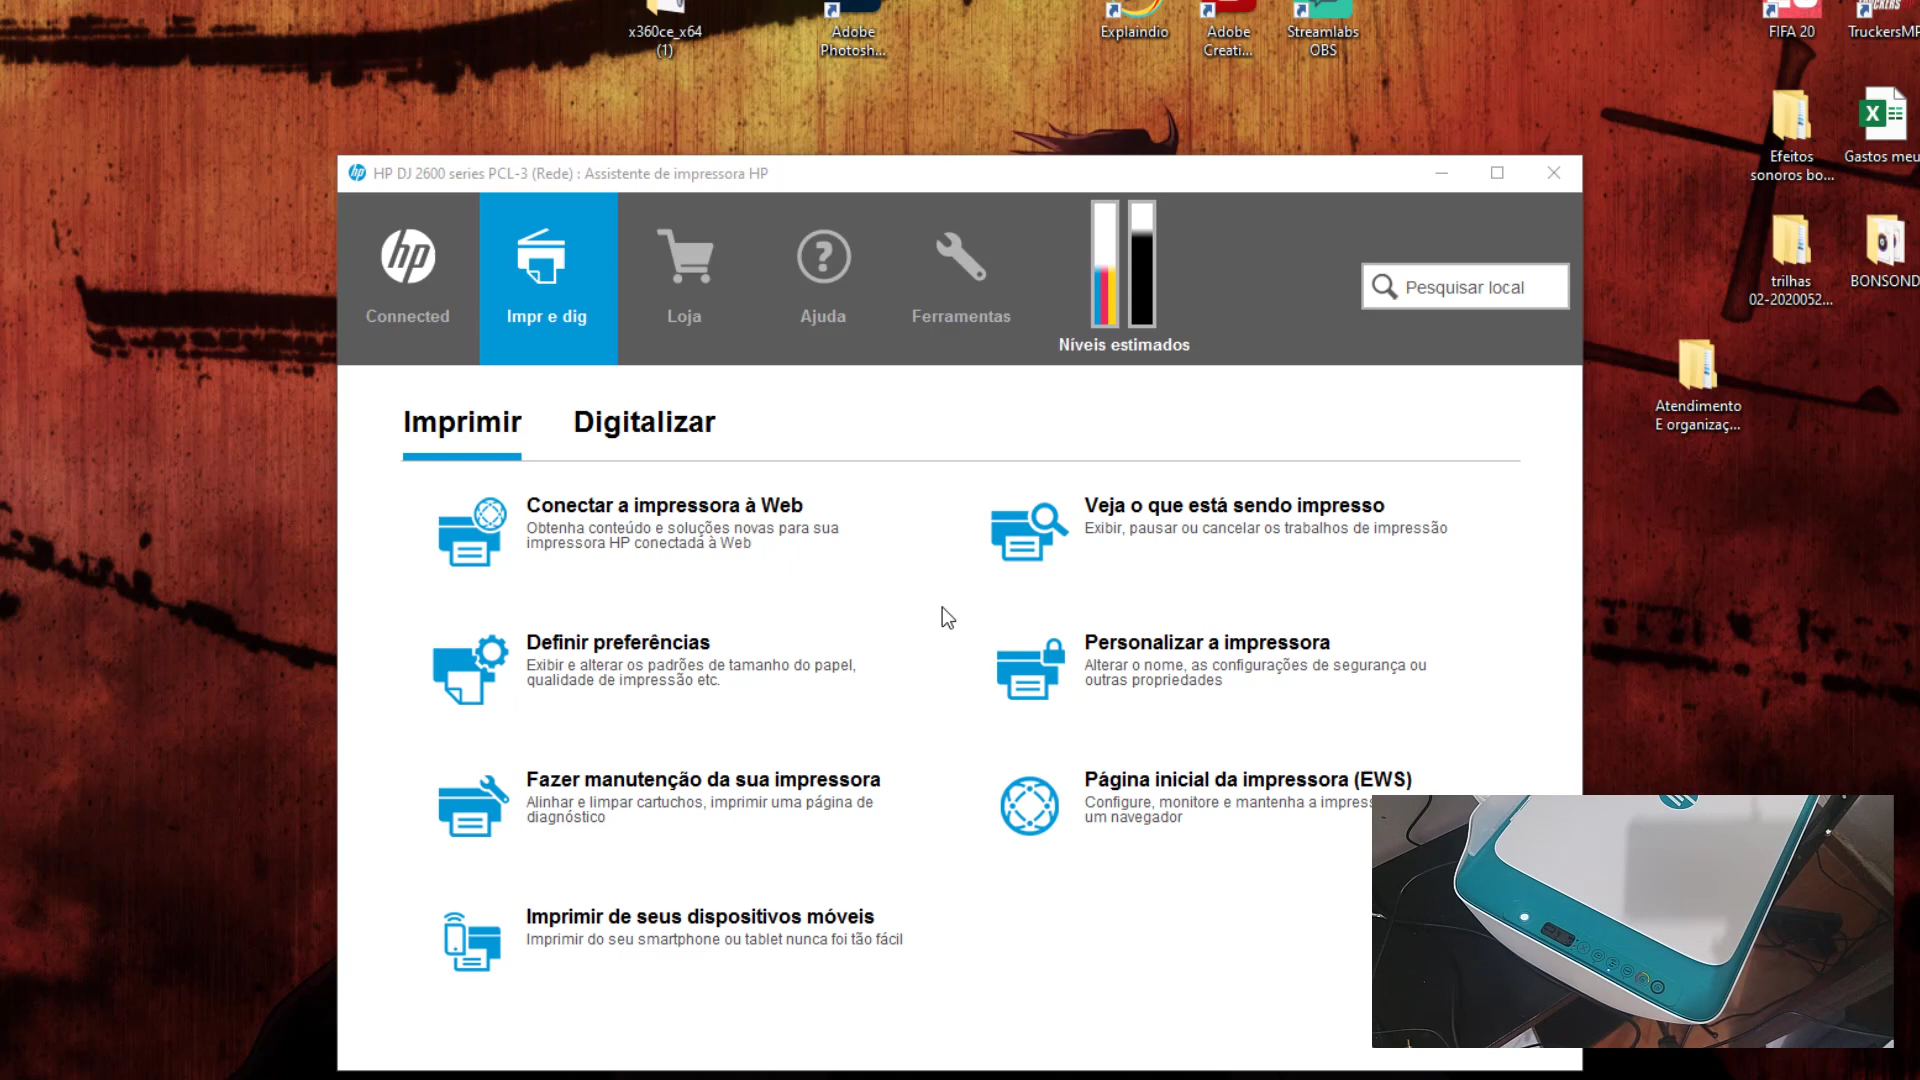 x360ce_x64
(1)
Adobe
Photosh...
Explaindio
Adobe
Creati...
Streamlabs
OBS
FIFA 20
TruckersMP
Efeitos
sonoros bo...
Gastos meu
trilhas
02-2020052...
BONSOND
Atendimento
E organizaç...
hp HP DJ 2600 series PCL-3 (Rede) : Assistente de impressora HP
hp
Connected
Impr e dig
Loja
?
Ajuda
Ferramentas
Níveis estimados
Pesquisar local
Imprimir
Digitalizar
Conectar a impressora à Web
Obtenha conteúdo e soluções novas para sua
impressora HP conectada à Web
Veja o que está sendo impresso
Exibir, pausar ou cancelar os trabalhos de impressão
Definir preferências
Exibir e alterar os padrões de tamanho do papel,
qualidade de impressão etc.
Personalizar a impressora
Alterar o nome, as configurações de segurança ou
outras propriedades
Fazer manutenção da sua impressora
Alinhar e limpar cartuchos, imprimir uma página de
diagnóstico
Página inicial da impressora (EWS)
Configure, monitore e mantenha a impres
um navegador
Imprimir de seus dispositivos móveis
Imprimir do seu smartphone ou tablet nunca foi tão fácil